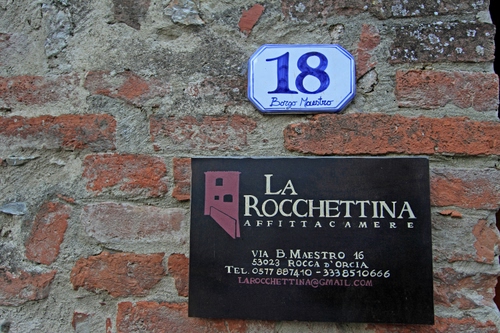 18
Borgo Maestro
LA
ROCCHETTINA
AFFITTACAMERE
VIA B. MAESTRO 16
53023 ROCCA D'ORCIA
TEL. 0577 887410 - 333 8510666
LAROCCHETTINA@GMAIL.COM